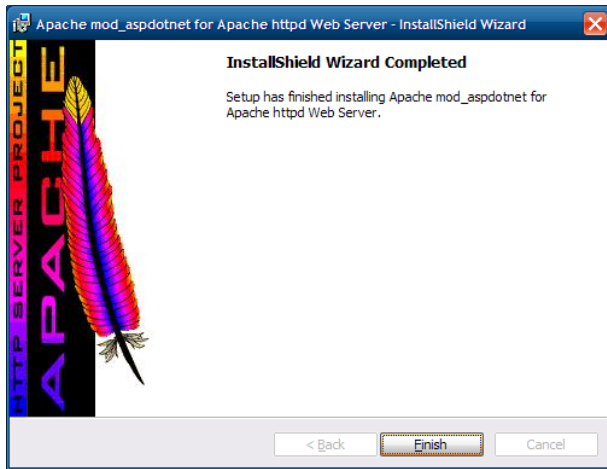 Apache mod_aspdotnet for Apache httpd Web Server - InstallShield Wizard
HTTP SERVER PROJECT
APACHE
InstallShield Wizard Completed
Setup has finished installing Apache mod_aspdotnet for
Apache httpd Web Server.
< Back
Finish
Cancel